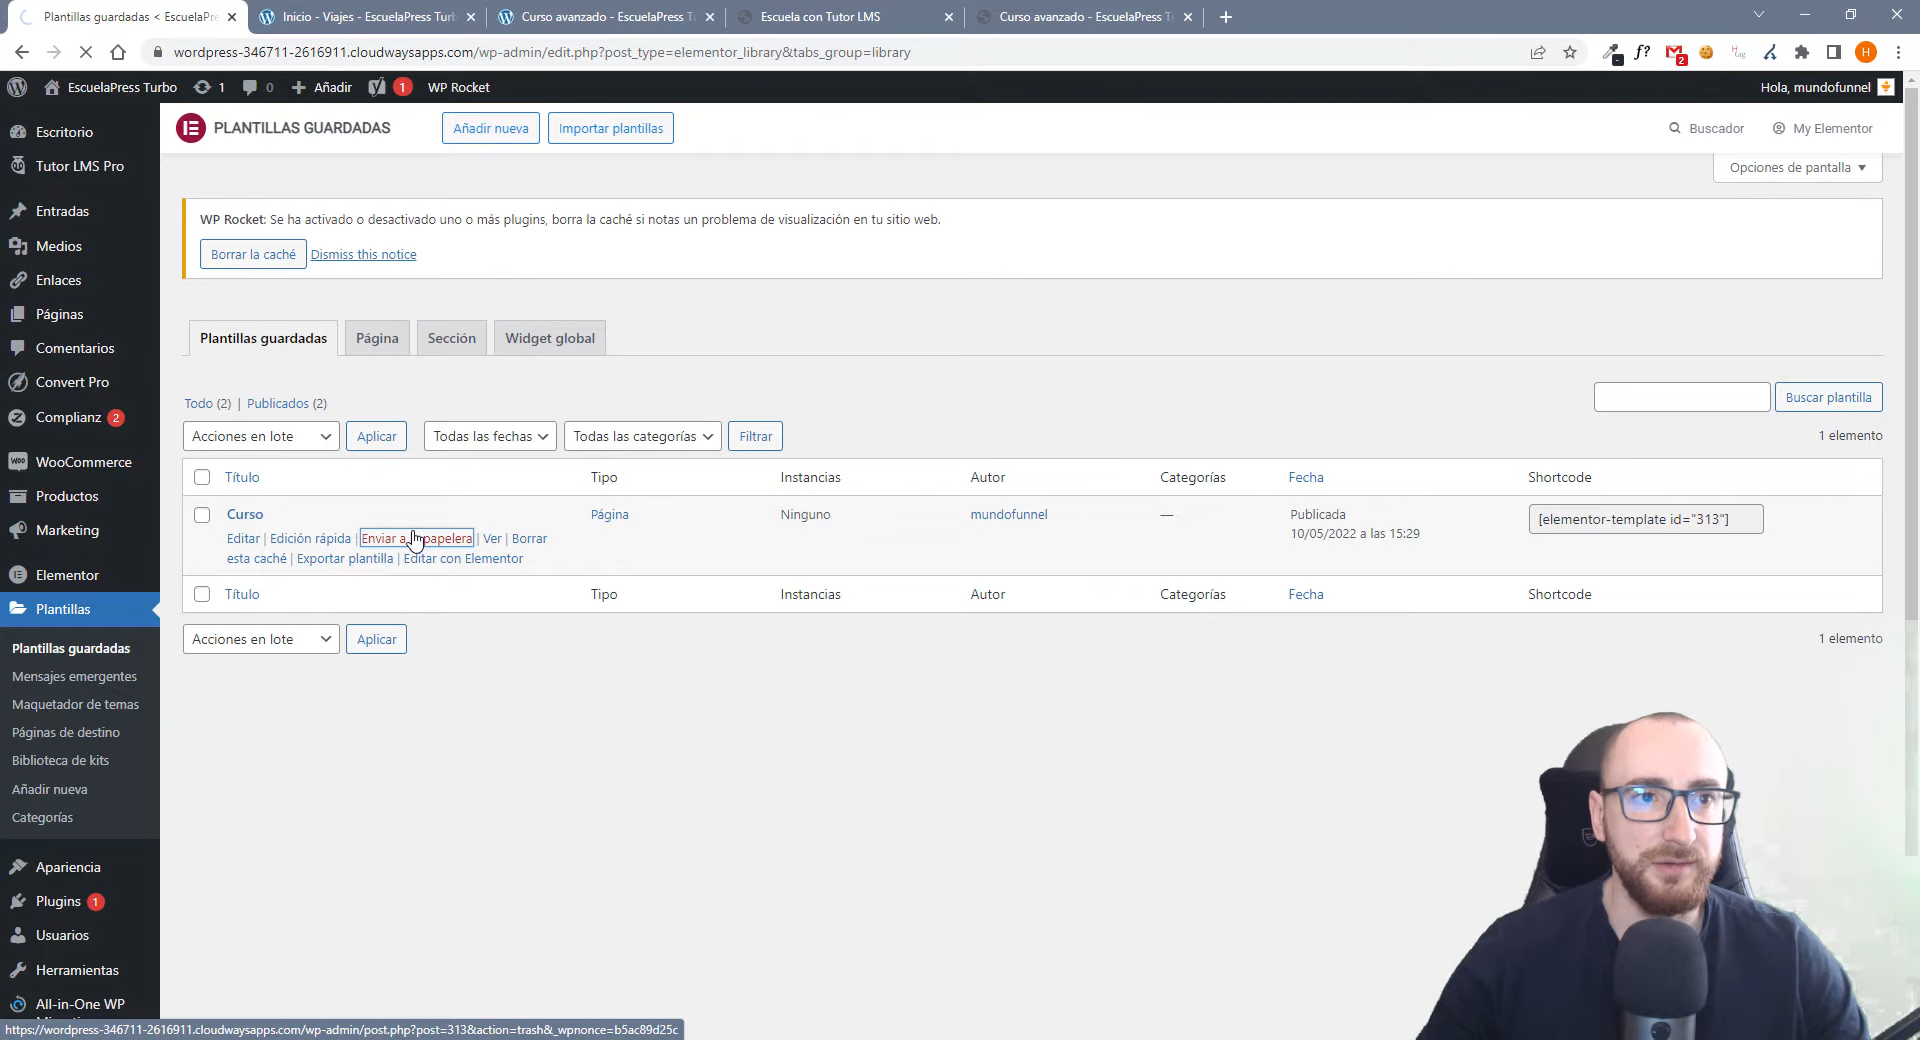 Plantillas guardadas < EscuelaPre
Inicio - Viajes - EscuelaPress Turb
Curso avanzado - EscuelaPress T
Escuela con Tutor LMS
Curso avanzado - EscuelaPress T
wordpress-346711-2616911.cloudwaysapps.com/wp-admin/edit.php?post_type=elementor_library&tabs_group=library
f?
2
H
EscuelaPress Turbo
1
0
Añadir
1
WP Rocket
Hola, mundofunnel
Escritorio
Tutor LMS Pro
Entradas
Medios
Enlaces
Páginas
Comentarios
Convert Pro
Complianz 2
WooCommerce
Productos
Marketing
Elementor
Plantillas
Plantillas guardadas
Mensajes emergentes
Maquetador de temas
Páginas de destino
Biblioteca de kits
Añadir nueva
Categorías
Apariencia
Plugins 1
Usuarios
Herramientas
All-in-One WP
PLANTILLAS GUARDADAS
Añadir nueva
Importar plantillas
Buscador
My Elementor
Opciones de pantalla
WP Rocket: Se ha activado o desactivado uno o más plugins, borra la caché si notas un problema de visualización en tu sitio web.
Borrar la caché
Dismiss this notice
Plantillas guardadas
Página
Sección
Widget global
Todo (2) | Publicados (2)
Buscar plantilla
Acciones en lote
Aplicar
Todas las fechas
Todas las categorías
Filtrar
1 elemento
Título Tipo Instancias Autor Categorías Fecha Shortcode
Curso
Página
Ninguno
mundofunnel
—
Publicada
10/05/2022 a las 15:29
[elementor-template id="313"]
Editar | Edición rápida | Enviar a papelera | Ver | Borrar
esta caché | Exportar plantilla | Editar con Elementor
Título Tipo Instancias Autor Categorías Fecha Shortcode
Acciones en lote
Aplicar
1 elemento
https://wordpress-346711-2616911.cloudwaysapps.com/wp-admin/post.php?post=313&action=trash&_wpnonce=b5ac89d25c